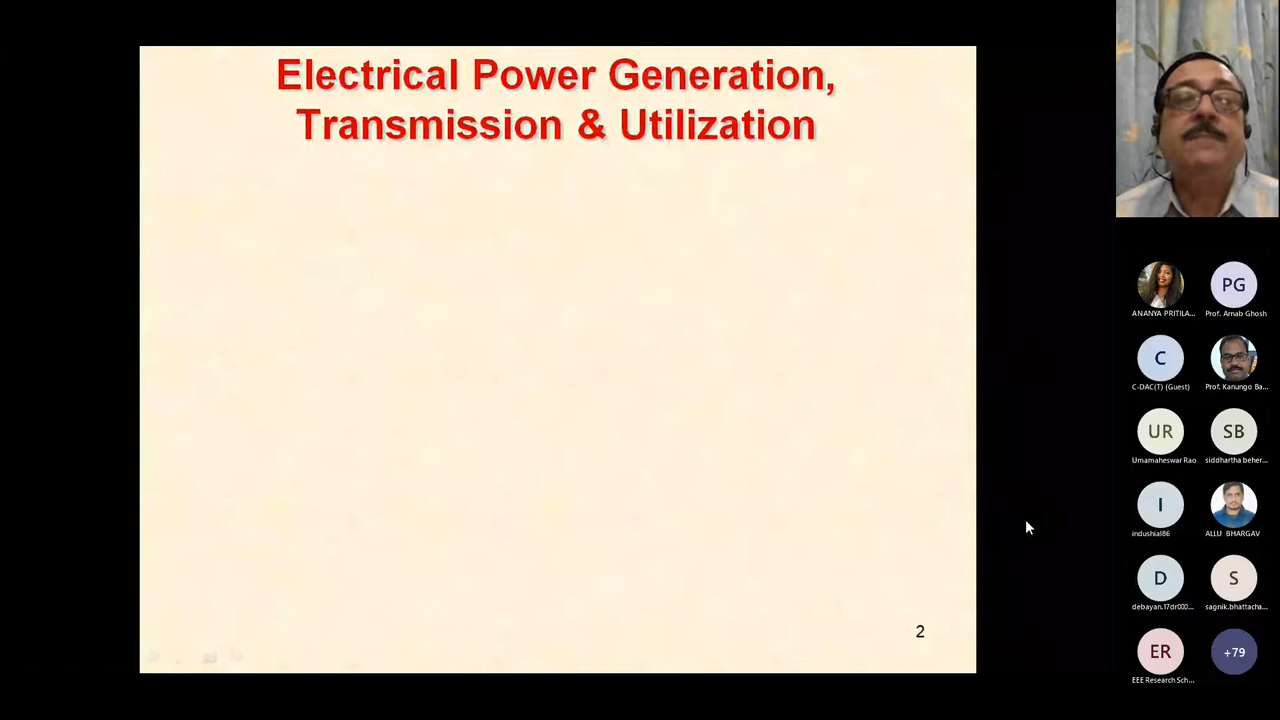 Electrical Power Generation,
Transmission & Utilization
2
PG
ANANYA PRITILA...
Prof. Arnab Ghosh
C
C-DAC(T) (Guest)
Prof. Kanungo Ba...
UR
SB
Umamaheswar Rao
siddhartha beher...
I
indushial86
ALLU BHARGAV
D
S
debayan.17dr000...
sagnik.bhattacha...
ER
+79
EEE Research Sch...